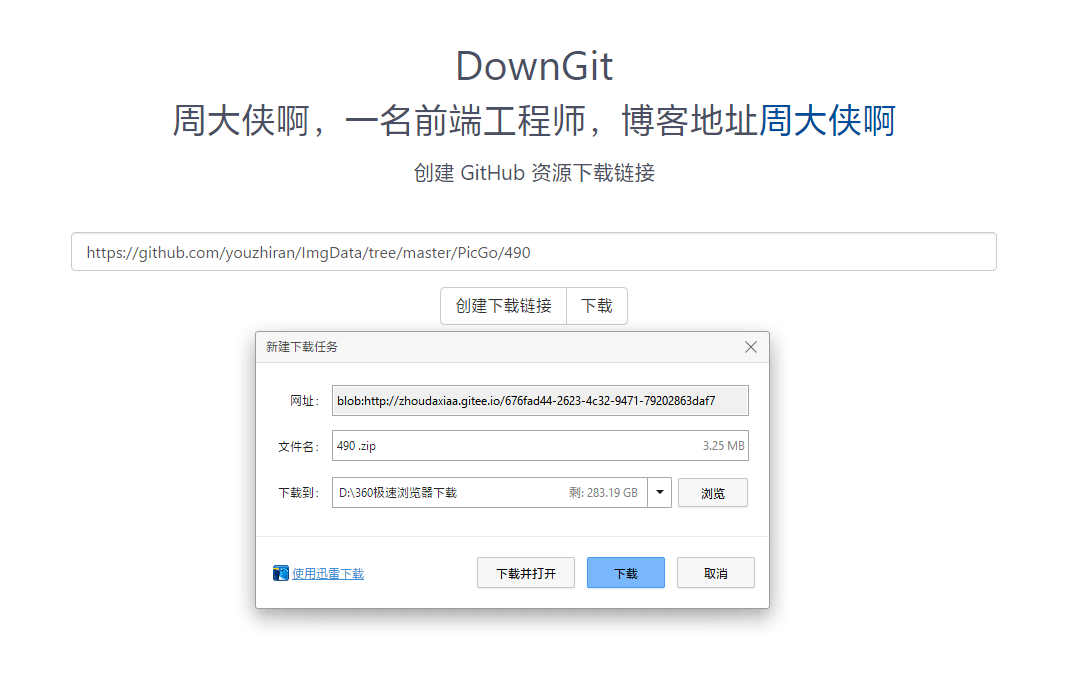 DownGit
周大侠啊，一名前端工程师，博客地址周大侠啊
创建 GitHub 资源下载链接
https://github.com/youzhiran/ImgData/tree/master/PicGo/490
创建下载链接 下载
新建下载任务
网址： blob:http://zhoudaxiaa.gitee.io/676fad44-2623-4c32-9471-79202863daf7
文件名： 490 .zip 3.25 MB
下载到： D:\360极速浏览器下载 剩: 283.19 GB 浏览
使用迅雷下载 下载并打开 下载 取消